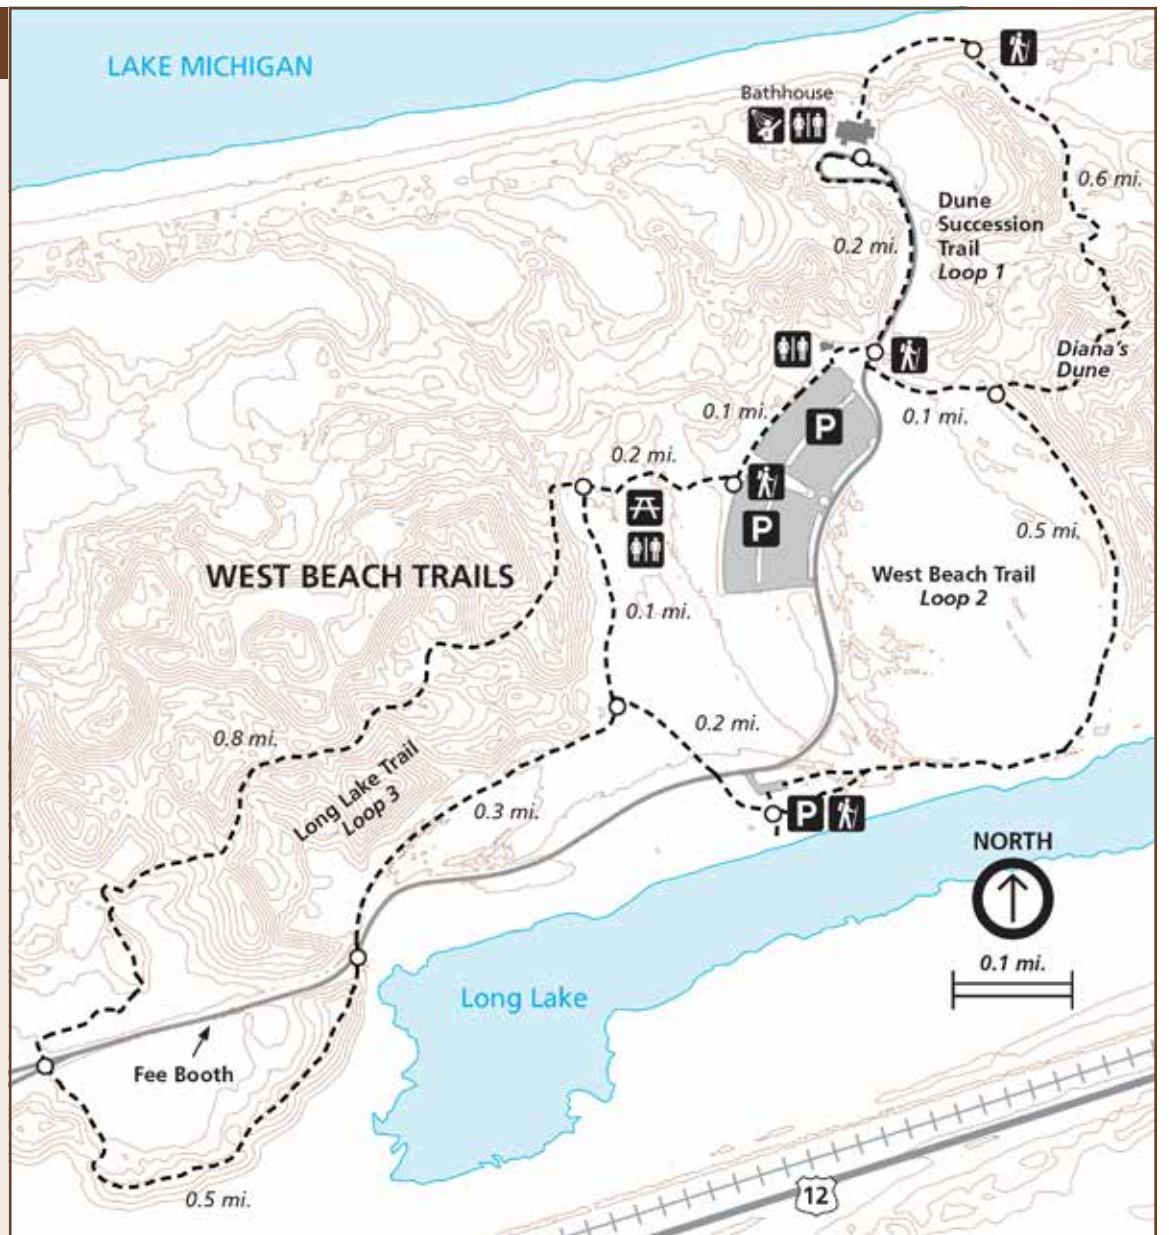 LAKE MICHIGAN
Bathhouse
0.6 mi.
Dune
Succession
Trail
Loop 1
0.2 mi.
Diana's
Dune
0.1 mi.
0.1 mi.
P
0.2 mi.
P
0.5 mi.
WEST BEACH TRAILS
West Beach Trail
Loop 2
0.1 mi.
0.2 mi.
0.8 mi.
Long Lake Trail
Loop 3
0.3 mi.
P
NORTH
0.1 mi.
Long Lake
Fee Booth
0.5 mi.
12